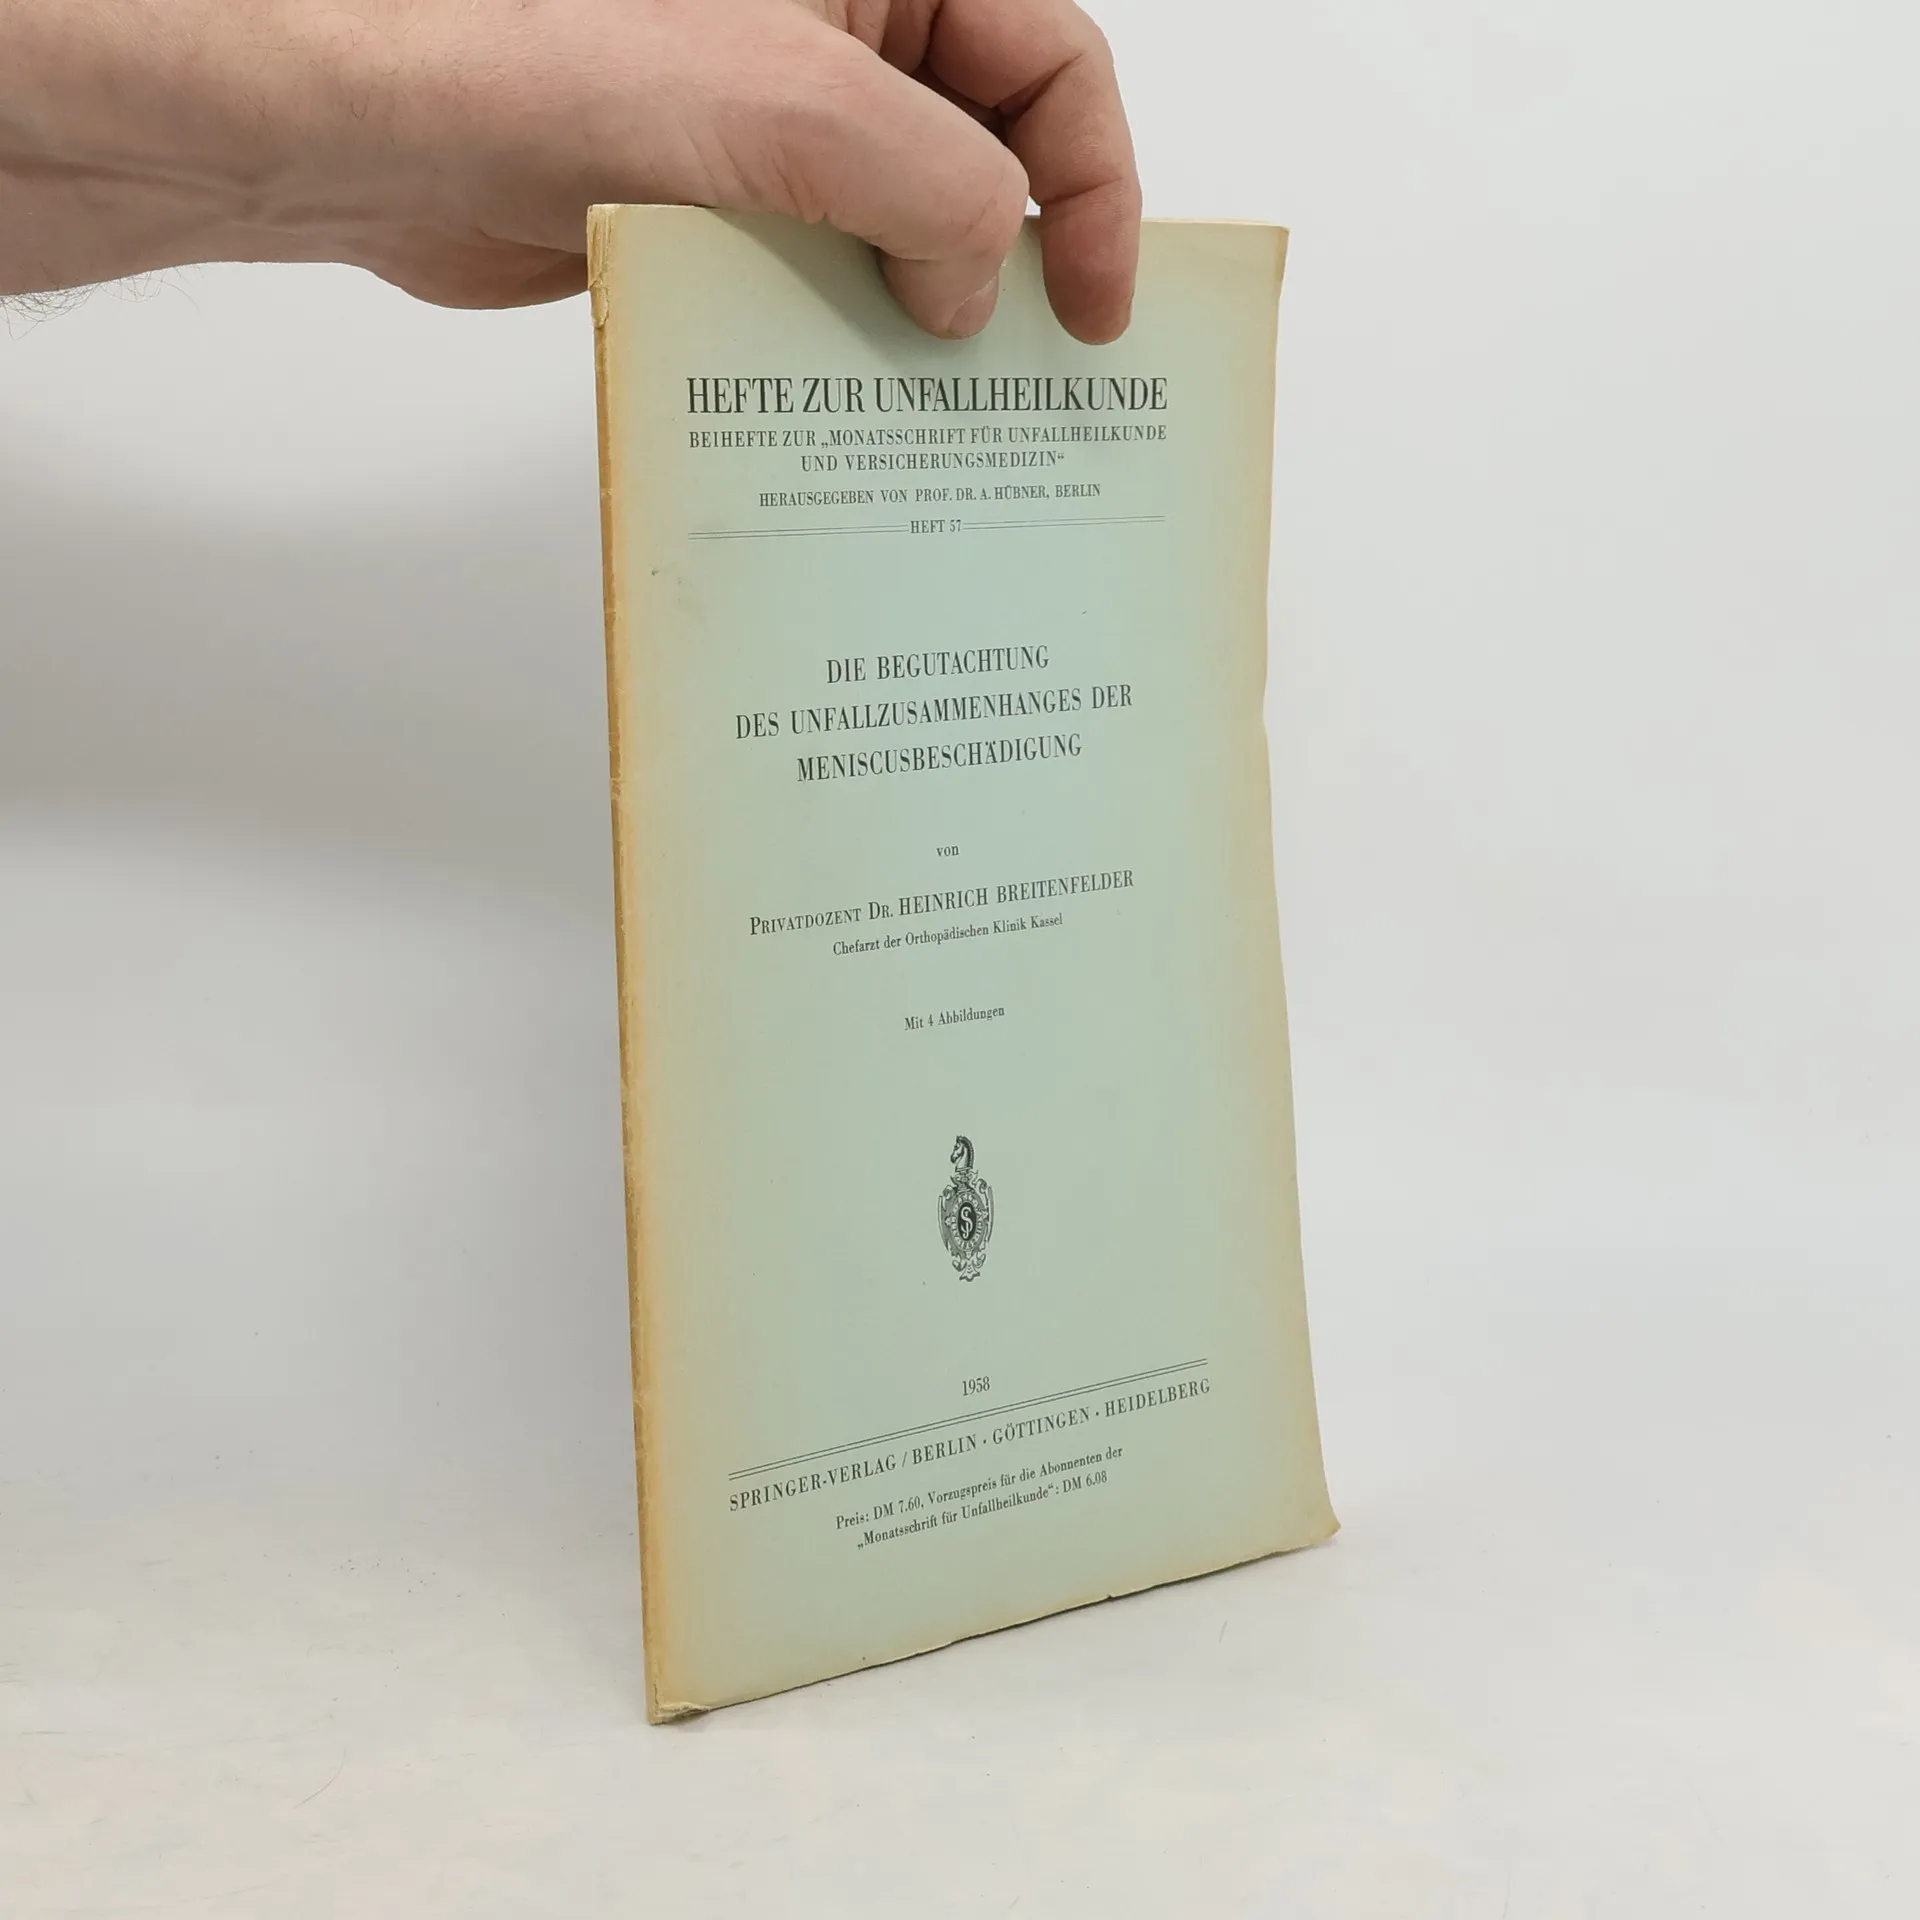 HEFTE ZUR UNFALLHEILKUNDE
BEIHEFTE ZUR „MONATSSCHRIFT FÜR UNFALLHEILKUNDE
UND VERSICHERUNGSMEDIZIN“
HERAUSGEGEBEN VON PROF. DR. A. HÜBNER, BERLIN
HEFT 57
DIE BEGUTACHTUNG
DES UNFALLZUSAMMENHANGES DER
MENISCUSBESCHÄDIGUNG
von
PRIVATDOZENT DR. HEINRICH BREITENFELDER
Chefarzt der Orthopädischen Klinik Kassel
Mit 4 Abbildungen
1958
SPRINGER-VERLAG / BERLIN · GÖTTINGEN · HEIDELBERG
Preis: DM 7.60, Vorzugspreis für die Abonnenten der
„Monatsschrift für Unfallheilkunde“: DM 6.08